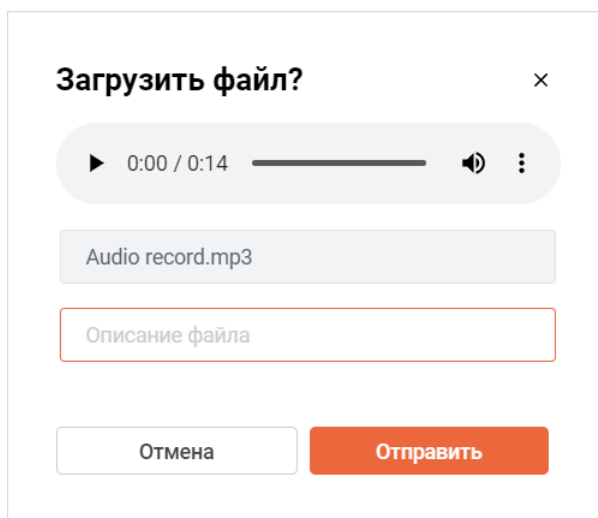 Загрузить файл?
0:00 / 0:14
Audio record.mp3
Описание файла
Отмена
Отправить